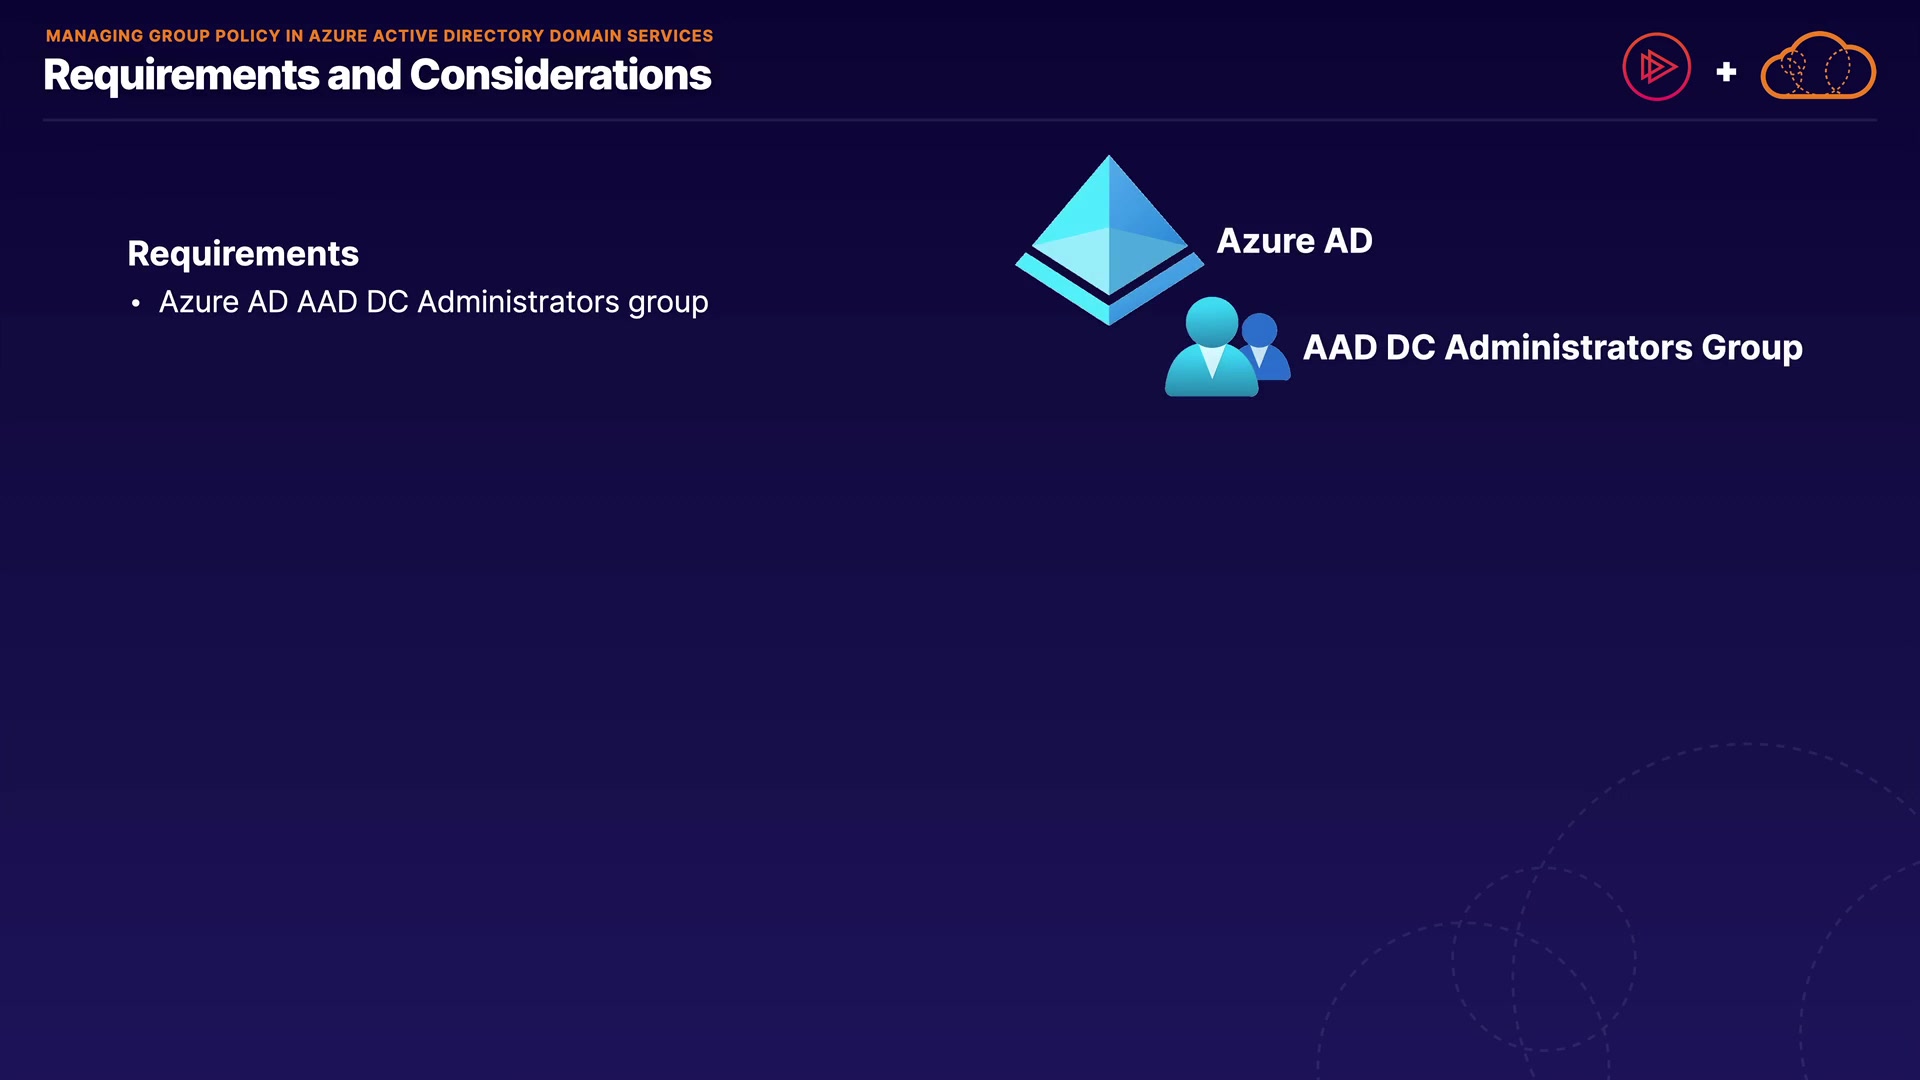 MANAGING GROUP POLICY IN AZURE ACTIVE DIRECTORY DOMAIN SERVICES
Requirements and Considerations
Requirements
• Azure AD AAD DC Administrators group
Azure AD
AAD DC Administrators Group